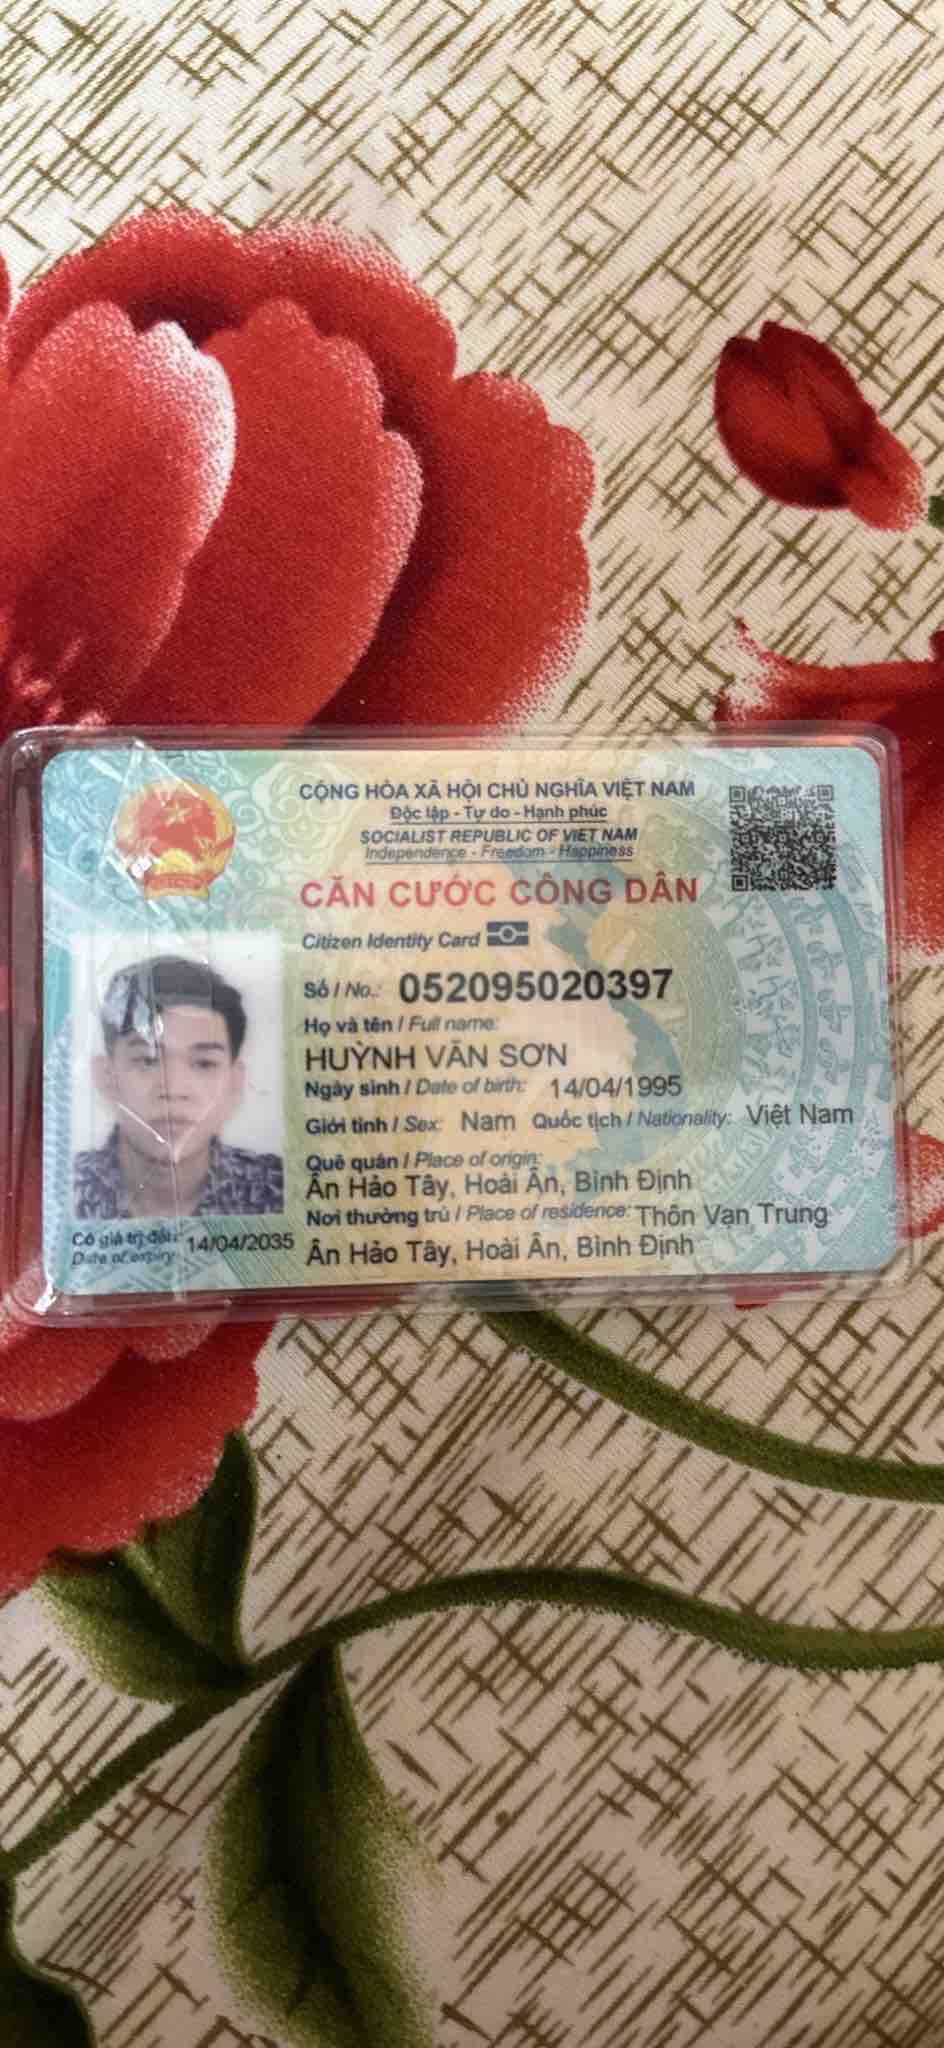 CỘNG HÒA XÃ HỘI CHỦ NGHĨA VIỆT NAM
Độc lập - Tự do - Hạnh phúc
SOCIALIST REPUBLIC OF VIET NAM
Independence - Freedom - Happiness
CĂN CƯỚC CÔNG DÂN
Citizen Identity Card
Số / No.: 052095020397
Họ và tên / Full name:
HUỲNH VĂN SƠN
Ngày sinh / Date of birth: 14/04/1995
Giới tính / Sex: Nam Quốc tịch / Nationality: Việt Nam
Quê quán / Place of origin:
Ân Hảo Tây, Hoài Ân, Bình Định
Nơi thường trú / Place of residence: Thôn Vạn Trung
Ân Hảo Tây, Hoài Ân, Bình Định
Có giá trị đến: 14/04/2035
Date of expiry: